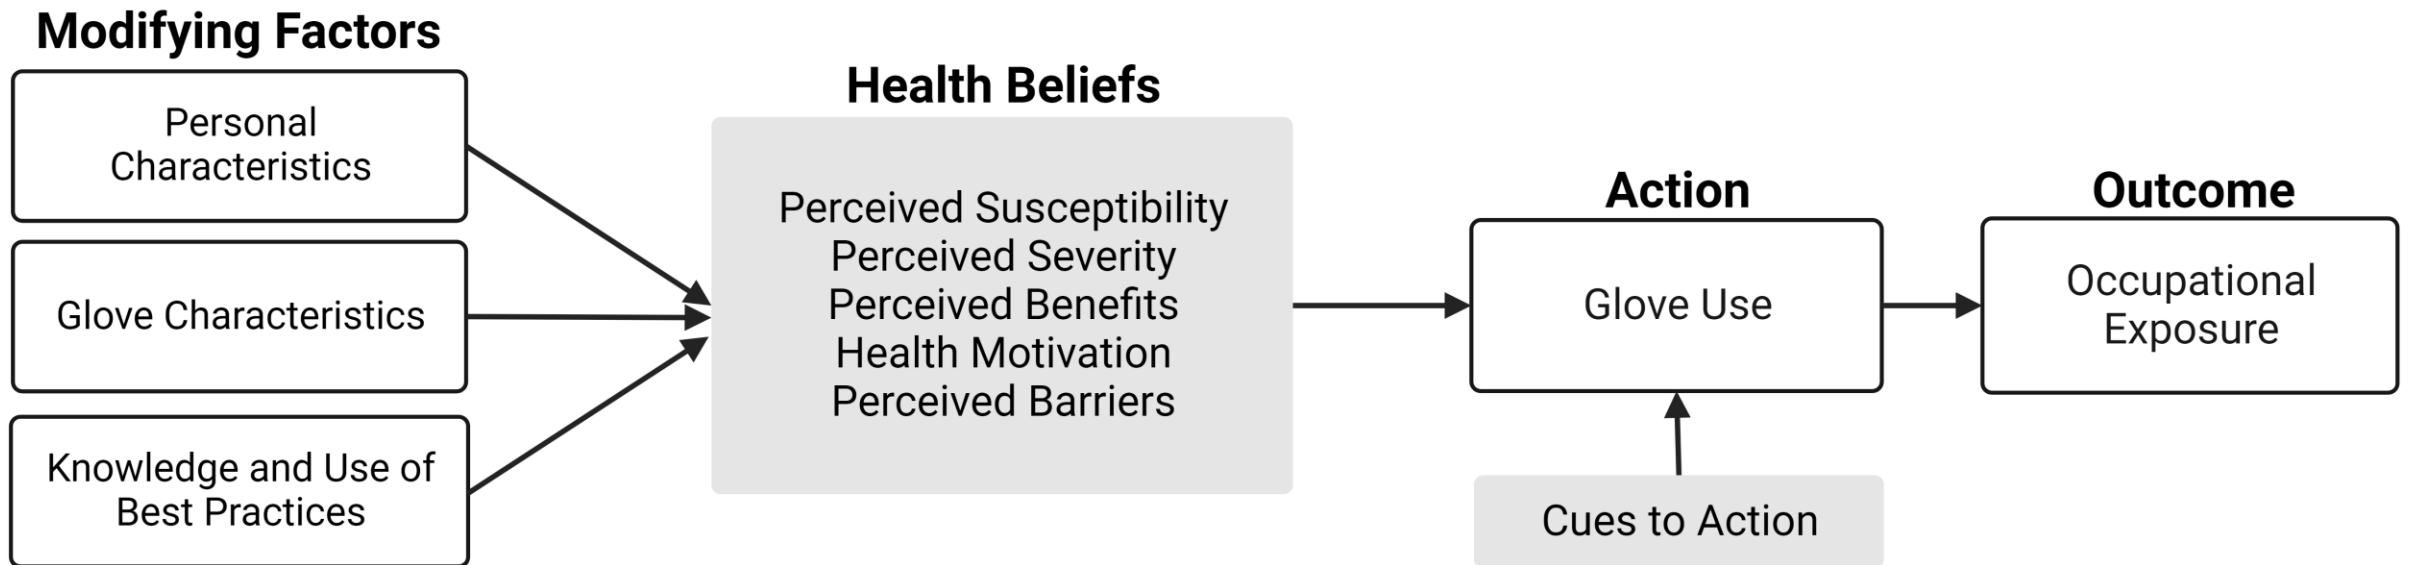 Modifying Factors
Personal
Characteristics
Glove Characteristics
Knowledge and Use of
Best Practices
Health Beliefs
Perceived Susceptibility
Perceived Severity
Perceived Benefits
Health Motivation
Perceived Barriers
Action
Glove Use
Cues to Action
Outcome
Occupational
Exposure